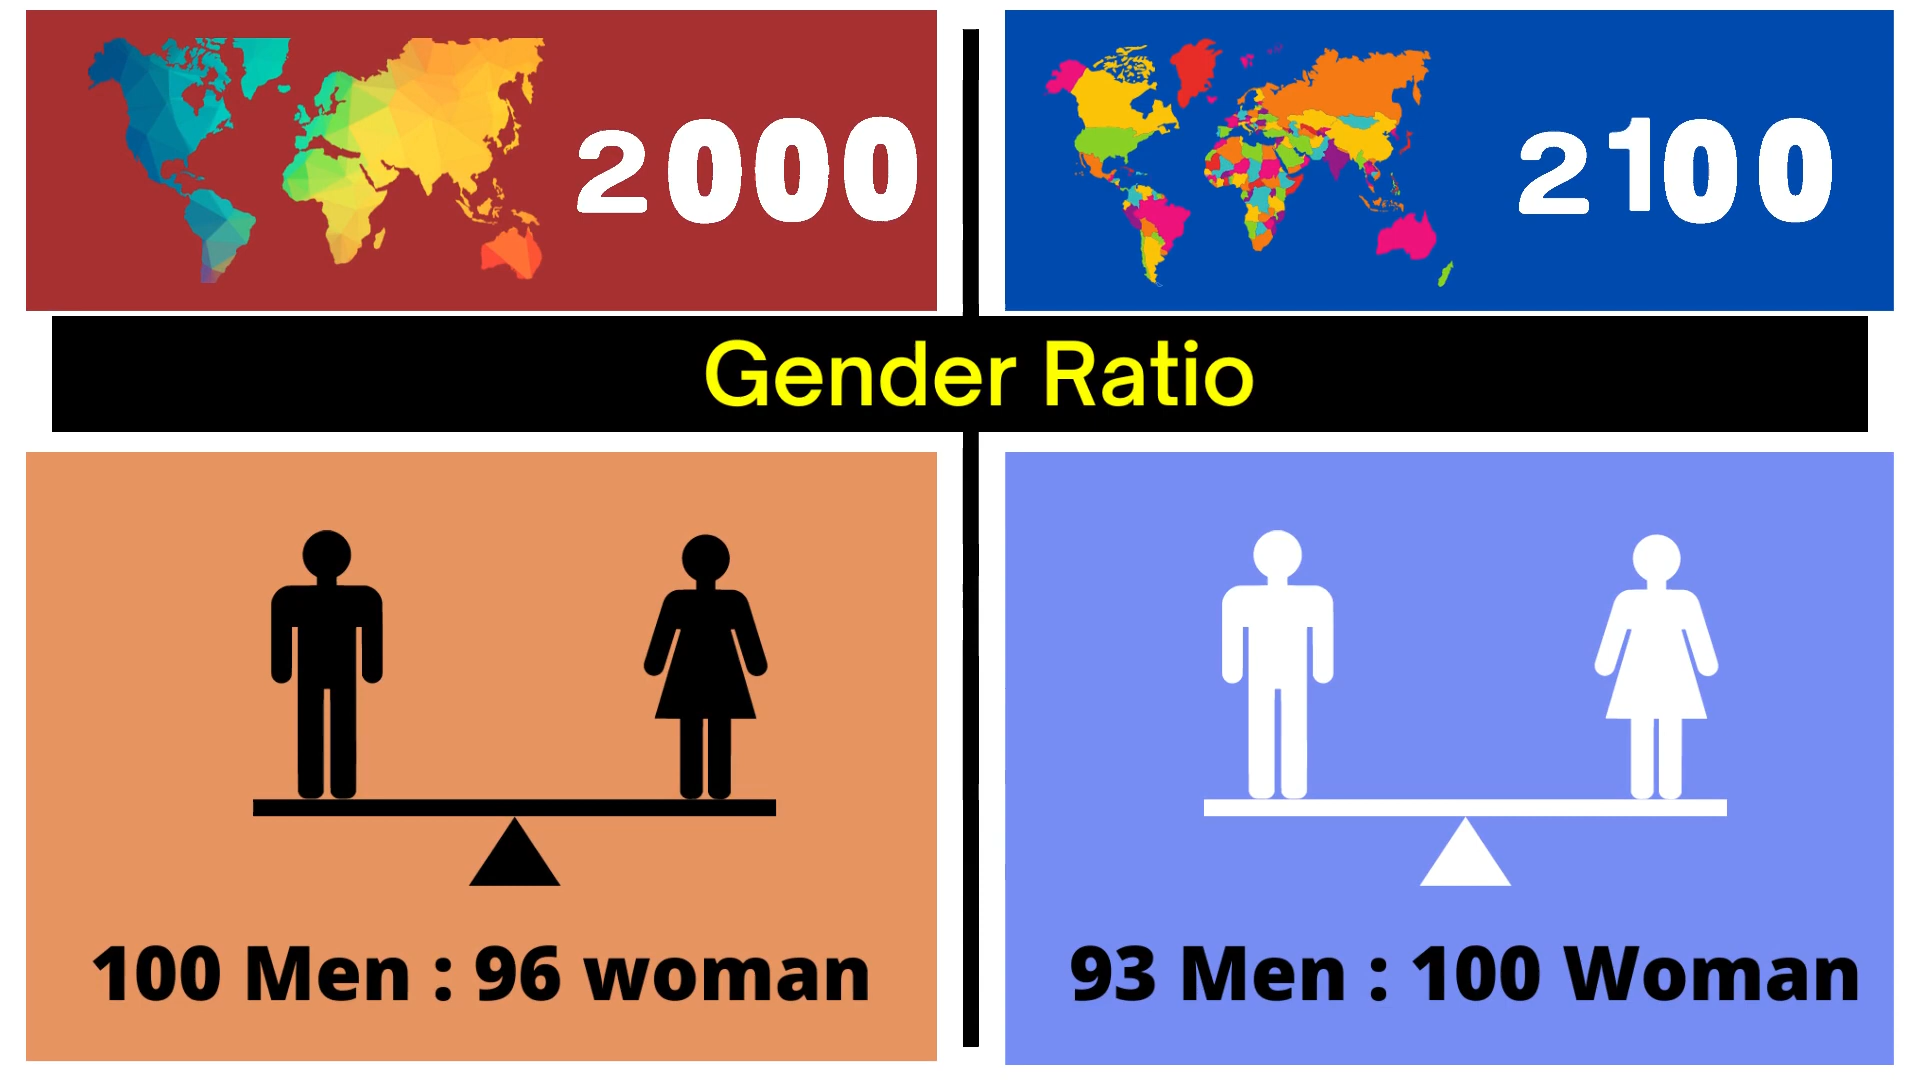 2000
2100
Gender Ratio
100 Men : 96 woman
93 Men : 100 Woman